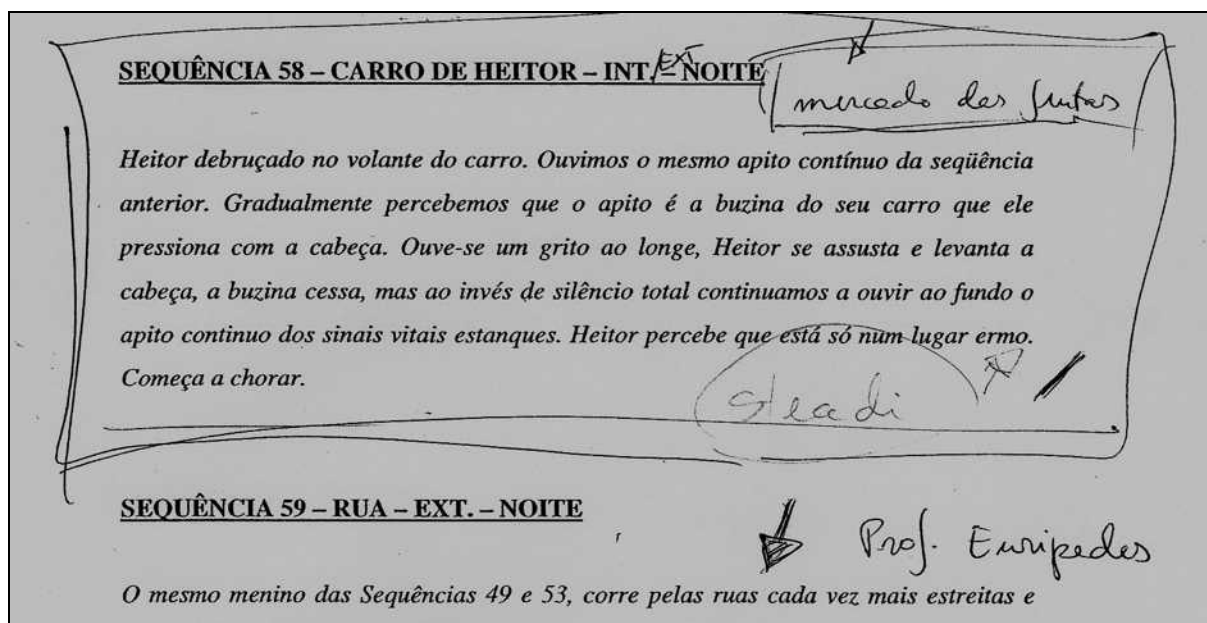 SEQUÊNCIA 58 – CARRO DE HEITOR – INT./EXT – NOITE
mercado das frutas
Heitor debruçado no volante do carro. Ouvimos o mesmo apito contínuo da seqüência
anterior. Gradualmente percebemos que o apito é a buzina do seu carro que ele
pressiona com a cabeça. Ouve-se um grito ao longe, Heitor se assusta e levanta a
cabeça, a buzina cessa, mas ao invés de silêncio total continuamos a ouvir ao fundo o
apito continuo dos sinais vitais estanques. Heitor percebe que está só num lugar ermo.
Começa a chorar.
Steadi
SEQUÊNCIA 59 – RUA – EXT. – NOITE
Prof. Euripedes
O mesmo menino das Sequências 49 e 53, corre pelas ruas cada vez mais estreitas e